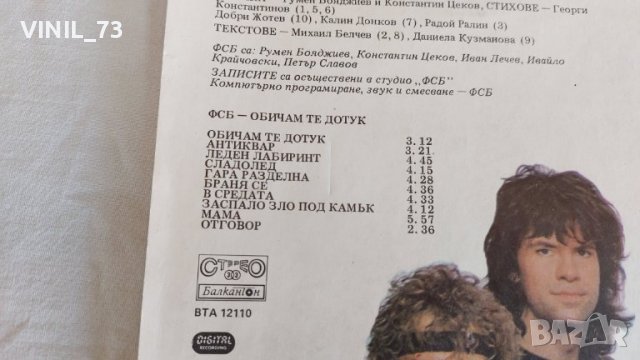 VINIL_73
Румен Бояджиев и Константин Цеков, СТИХОВЕ – Георги
Константинов (1, 5, 6)
Добри Жотев (10), Калин Донков (7), Радой Ралин (3)
ТЕКСТОВЕ – Михаил Белчев (2, 8), Даниела Кузманова (9)
ФСБ са: Румен Бояджиев, Константин Цеков, Иван Лечев, Ивайло
Крайчовски, Петър Славов
ЗАПИСИТЕ са осъществени в студио „ФСБ"
Компютърно програмиране, звук и смесване – ФСБ
ФСБ – ОБИЧАМ ТЕ ДОТУК
ОБИЧАМ ТЕ ДОТУК 3. 12
АНТИКВАР 3. 21
ЛЕДЕН ЛАБИРИНТ 4. 45
СЛАДОЛЕД 4. 15
ГАРА РАЗДЕЛНА 4. 28
БРАНЯ СЕ 4. 36
В СРЕДАТА 4. 33
ЗАСПАЛО ЗЛО ПОД КАМЪК 4. 12
МАМА 5. 57
ОТГОВОР 2. 36
СТЕРЕО
33
Балкантон
ВТА 12110
DIGITAL
RECORDING
BAZAR